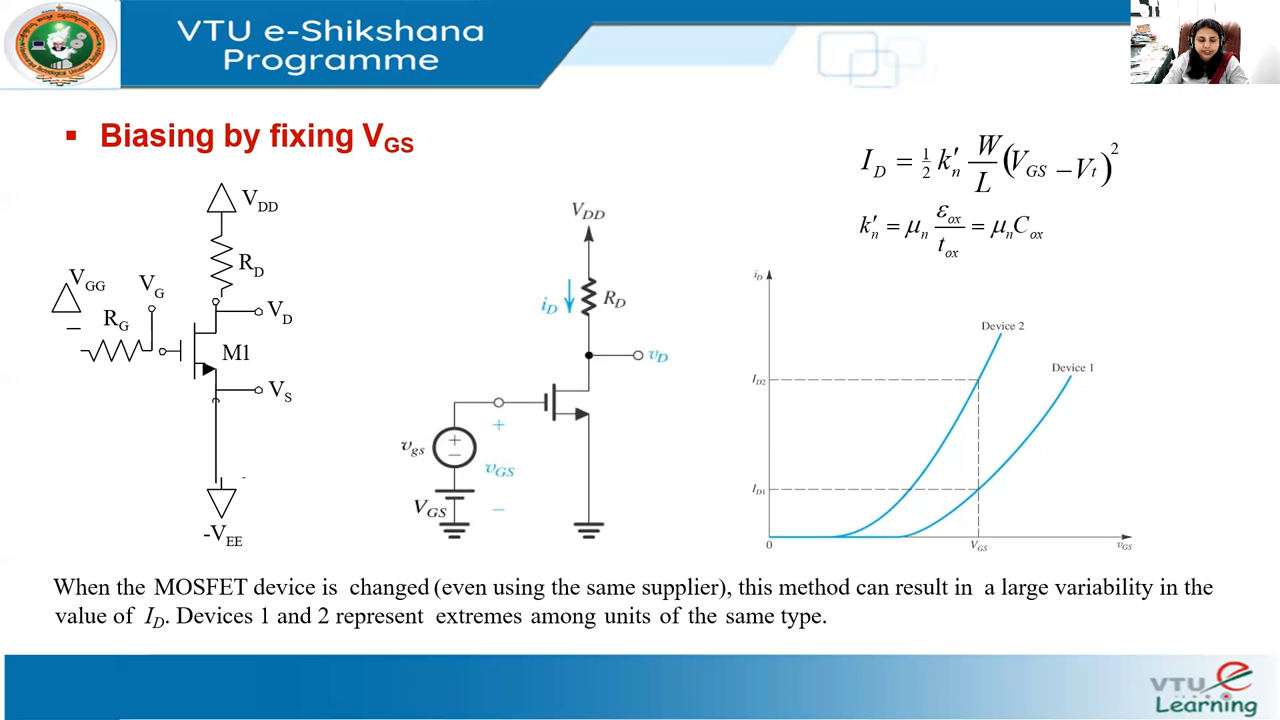 VTU e-Shikshana
Programme
▪ Biasing by fixing V_GS
V_DD
R_D
V_GG
V_G
R_G
V_D
M1
V_S
-V_EE
V_DD
i_D
R_D
v_D
v_gs
+
−
+
v_GS
−
V_GS
I_D = ½ k′_n W/L (V_GS − V_t)²
k′_n = μ_n ε_ox/t_ox = μ_n C_ox
i_D
Device 2
Device 1
I_D2
I_D1
0
V_GS
v_GS
When the MOSFET device is changed (even using the same supplier), this method can result in a large variability in the
value of I_D. Devices 1 and 2 represent extremes among units of the same type.
VTU e
Learning